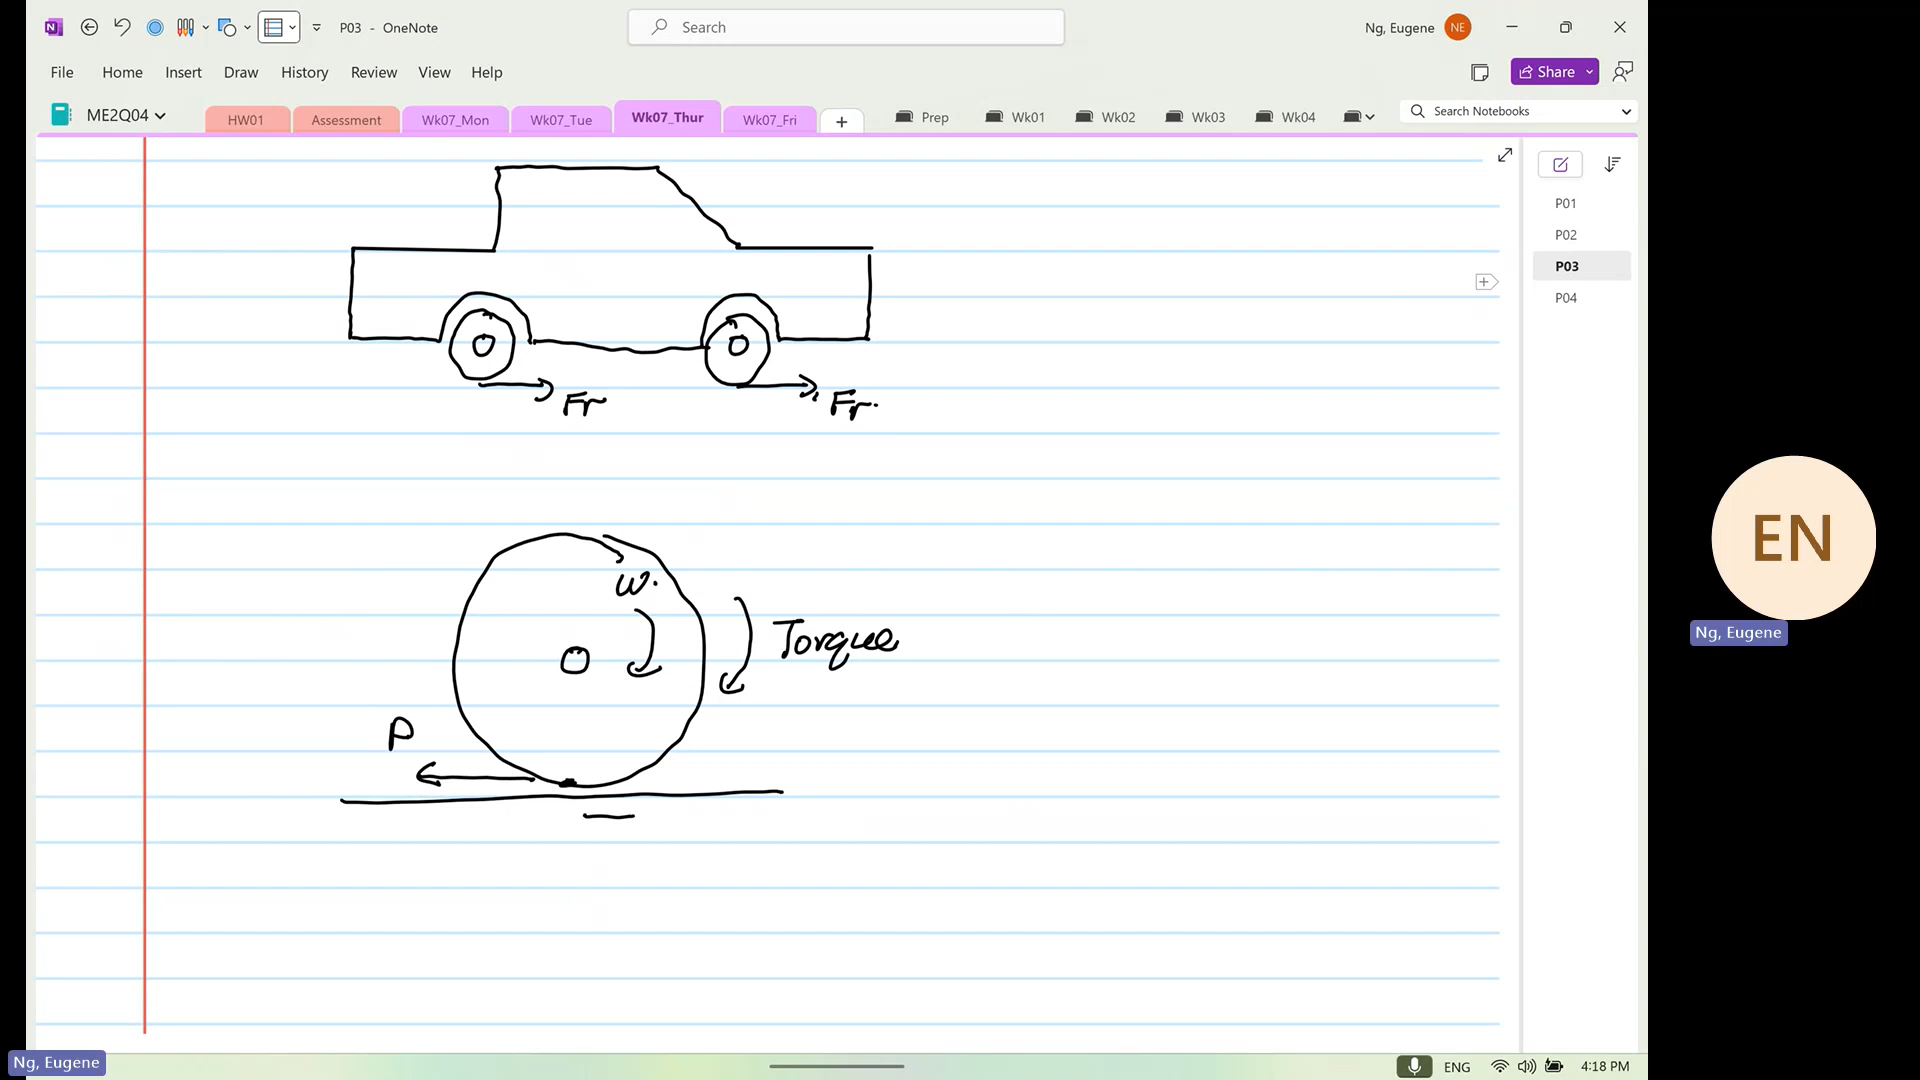 P03 - OneNote
Search
Ng, Eugene
NE
File
Home
Insert
Draw
History
Review
View
Help
Share
ME2Q04
HW01
Assessment
Wk07_Mon
Wk07_Tue
Wk07_Thur
Wk07_Fri
Prep
Wk01
Wk02
Wk03
Wk04
Search Notebooks
P01
P02
P03
P04
Fr
Fr.
ω.
Torque
P
EN
Ng, Eugene
Ng, Eugene
ENG
4:18 PM